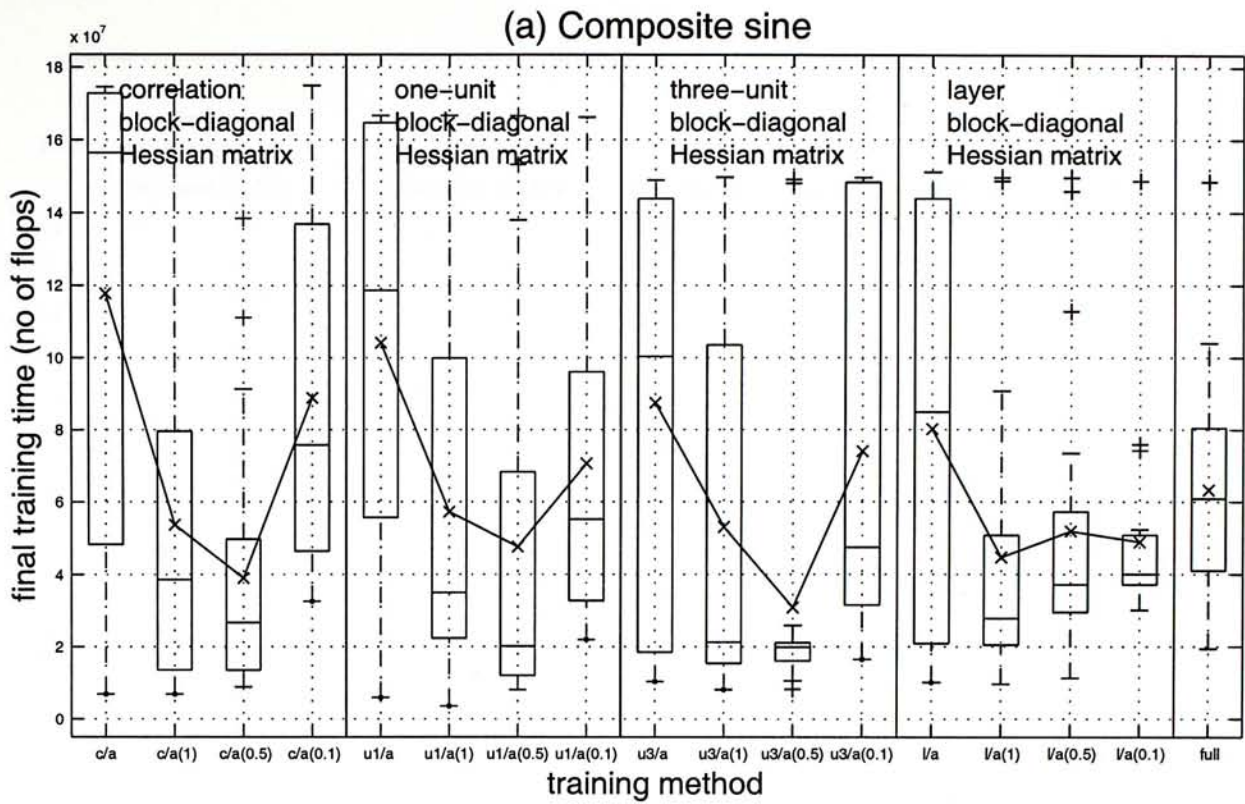 (a) Composite sine
x 10^7
18
16
14
12
10
8
6
4
2
0
final training time (no of flops)
correlation
block-diagonal
Hessian matrix
one-unit
block-diagonal
Hessian matrix
three-unit
block-diagonal
Hessian matrix
layer
block-diagonal
Hessian matrix
c/a c/a(1) c/a(0.5) c/a(0.1) u1/a u1/a(1) u1/a(0.5) u1/a(0.1) u3/a u3/a(1) u3/a(0.5) u3/a(0.1) l/a l/a(1) l/a(0.5) l/a(0.1) full
training method